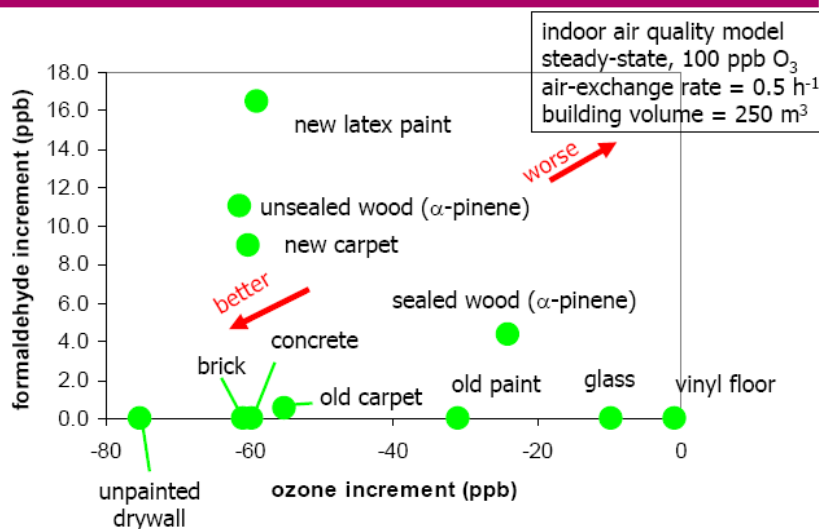 indoor air quality model
steady-state, 100 ppb O₃
air-exchange rate = 0.5 h⁻¹
building volume = 250 m³
formaldehyde increment (ppb)
18.0
16.0
14.0
12.0
10.0
8.0
6.0
4.0
2.0
0.0
new latex paint
worse
unsealed wood (α-pinene)
new carpet
better
sealed wood (α-pinene)
concrete
brick
old carpet
old paint
glass
vinyl floor
-80
-60
-40
-20
0
unpainted
drywall
ozone increment (ppb)